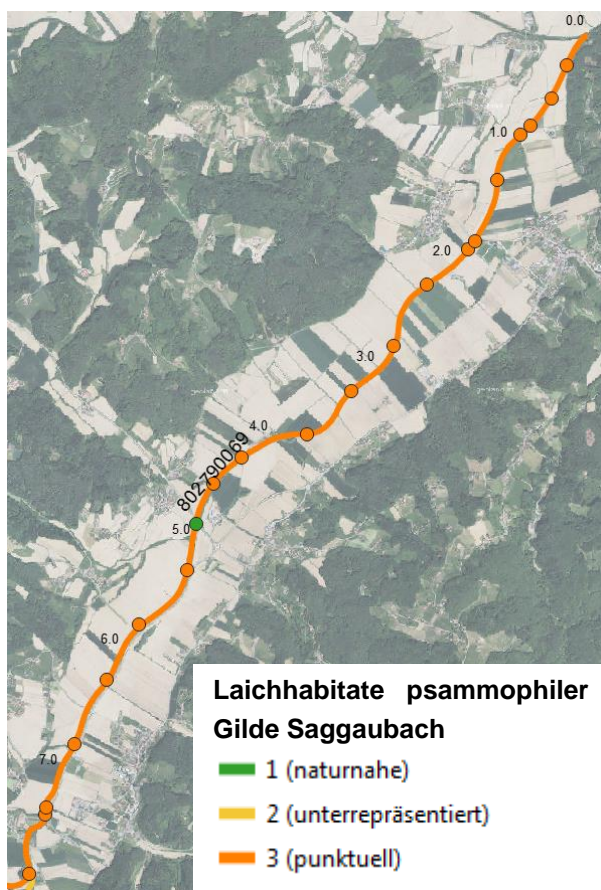 0.0
1.0
2.0
3.0
4.0
802790069
5.0
6.0
7.0
Laichhabitate psammophiler
Gilde Saggaubach
1 (naturnahe)
2 (unterrepräsentiert)
3 (punktuell)